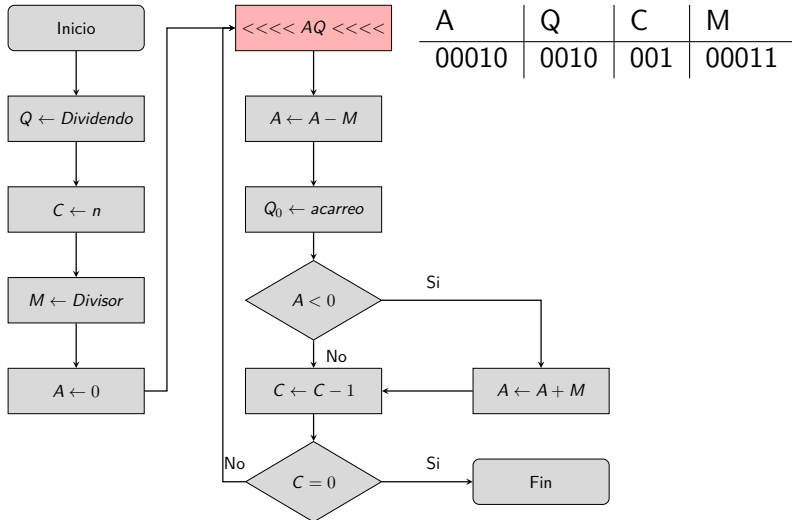 Inicio
Q ← Dividendo
C ← n
M ← Divisor
A ← 0
<<<< AQ <<<<
A ← A − M
Q₀ ← acarreo
A < 0
Si
No
C ← C − 1
A ← A + M
C = 0
No
Si
Fin
A Q C M
00010 0010 001 00011